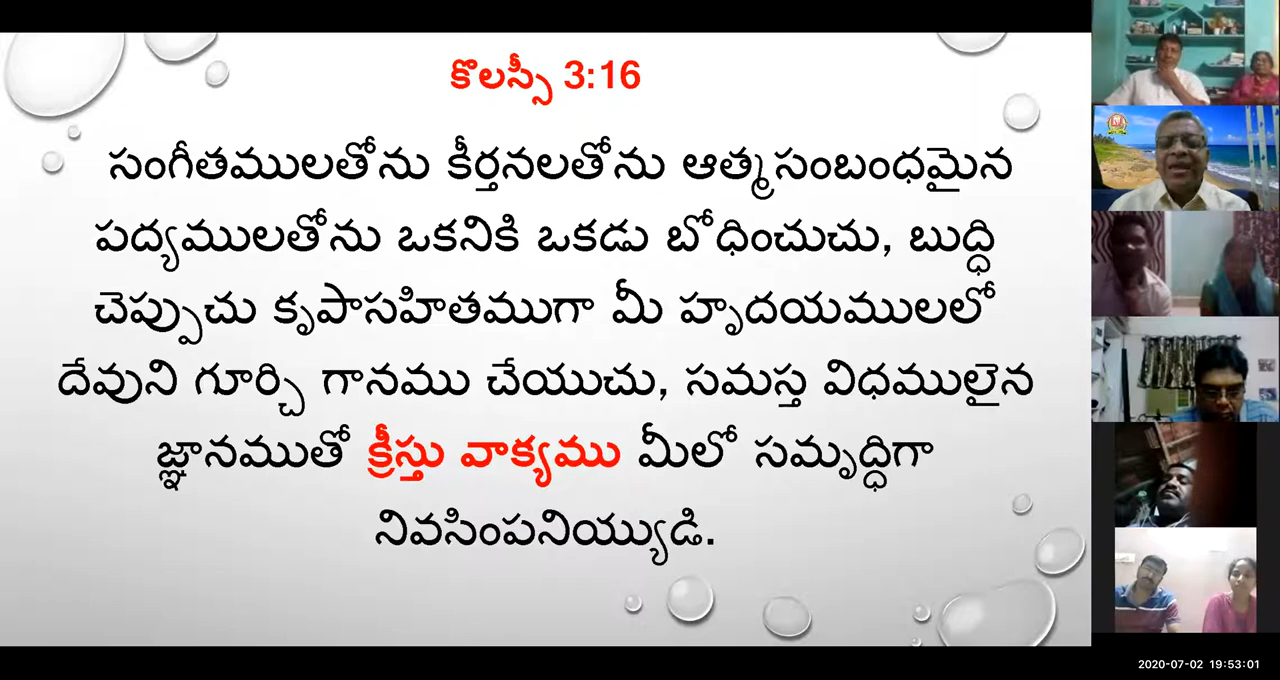 కొలస్సీ 3:16
సంగీతములతోను కీర్తనలతోను ఆత్మసంబంధమైన
పద్యములతోను ఒకనికి ఒకడు బోధించుచు, బుద్ధి
చెప్పుచు కృపాసహితముగా మీ హృదయములలో
దేవుని గూర్చి గానము చేయుచు, సమస్త విధములైన
జ్ఞానముతో క్రీస్తు వాక్యము మీలో సమృద్ధిగా
నివసింపనియ్యుడి.
2020-07-02 19:53:01